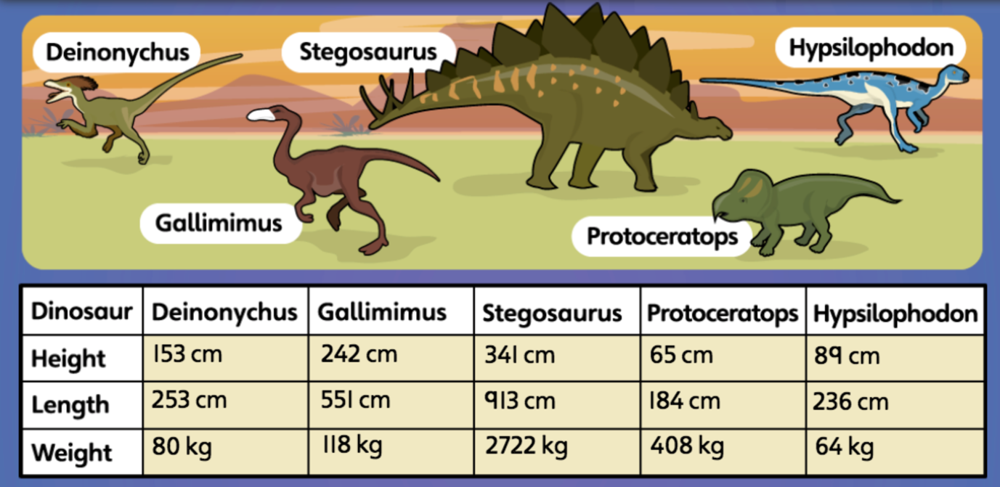 Deinonychus
Stegosaurus
Hypsilophodon
Gallimimus
Protoceratops
Dinosaur Deinonychus Gallimimus Stegosaurus Protoceratops Hypsilophodon
Height 153 cm 242 cm 341 cm 65 cm 89 cm
Length 253 cm 551 cm 913 cm 184 cm 236 cm
Weight 80 kg 118 kg 2722 kg 408 kg 64 kg